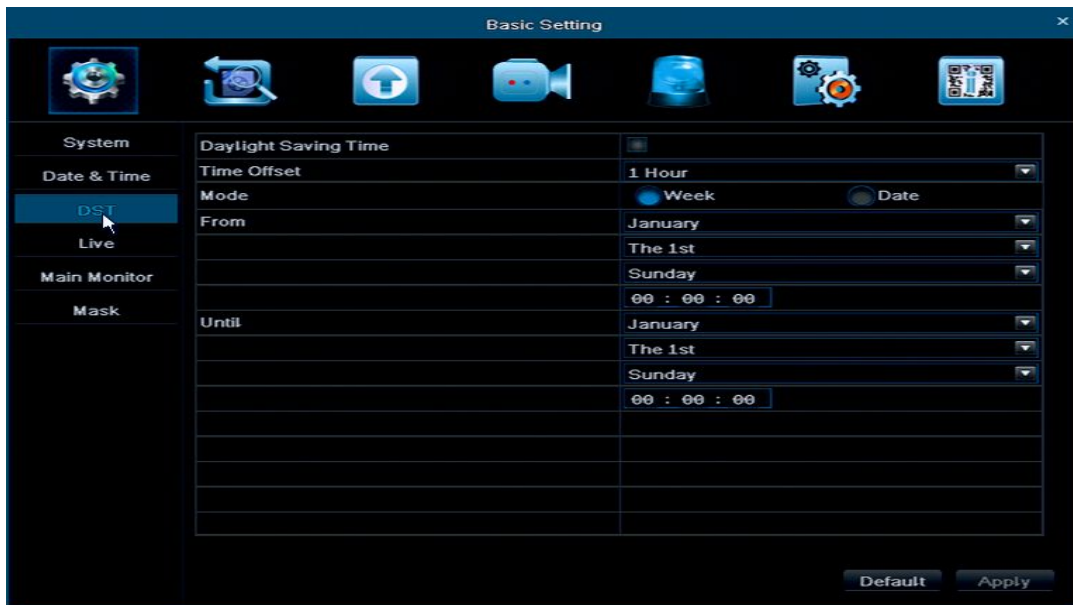 Basic Setting
System
Date & Time
DST
Live
Main Monitor
Mask
Daylight Saving Time
Time Offset 1 Hour
Mode Week Date
From January
The 1st
Sunday
00 : 00 : 00
Until January
The 1st
Sunday
00 : 00 : 00
Default Apply